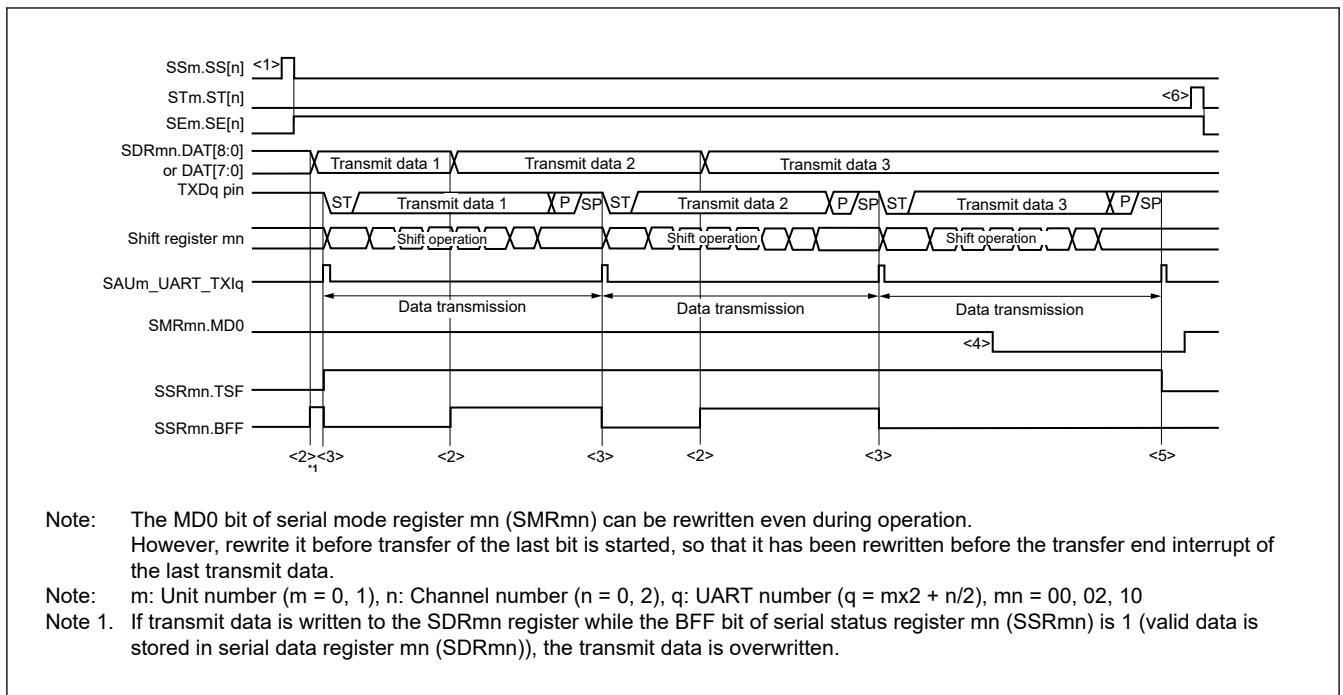 SSm.SS[n] <1>
STm.ST[n] <6>
SEm.SE[n]
SDRmn.DAT[8:0]
or DAT[7:0]
Transmit data 1 Transmit data 2 Transmit data 3
TXDq pin
ST Transmit data 1 P SP ST Transmit data 2 P SP ST Transmit data 3 P SP
Shift register mn Shift operation Shift operation Shift operation
SAUm_UART_TXIq
Data transmission Data transmission Data transmission
SMRmn.MD0
<4>
SSRmn.TSF
SSRmn.BFF
<2> <3> <2> <3> <2> <3> <5>
*1
Note: The MD0 bit of serial mode register mn (SMRmn) can be rewritten even during operation.
However, rewrite it before transfer of the last bit is started, so that it has been rewritten before the transfer end interrupt of
the last transmit data.
Note: m: Unit number (m = 0, 1), n: Channel number (n = 0, 2), q: UART number (q = mx2 + n/2), mn = 00, 02, 10
Note 1. If transmit data is written to the SDRmn register while the BFF bit of serial status register mn (SSRmn) is 1 (valid data is
stored in serial data register mn (SDRmn)), the transmit data is overwritten.